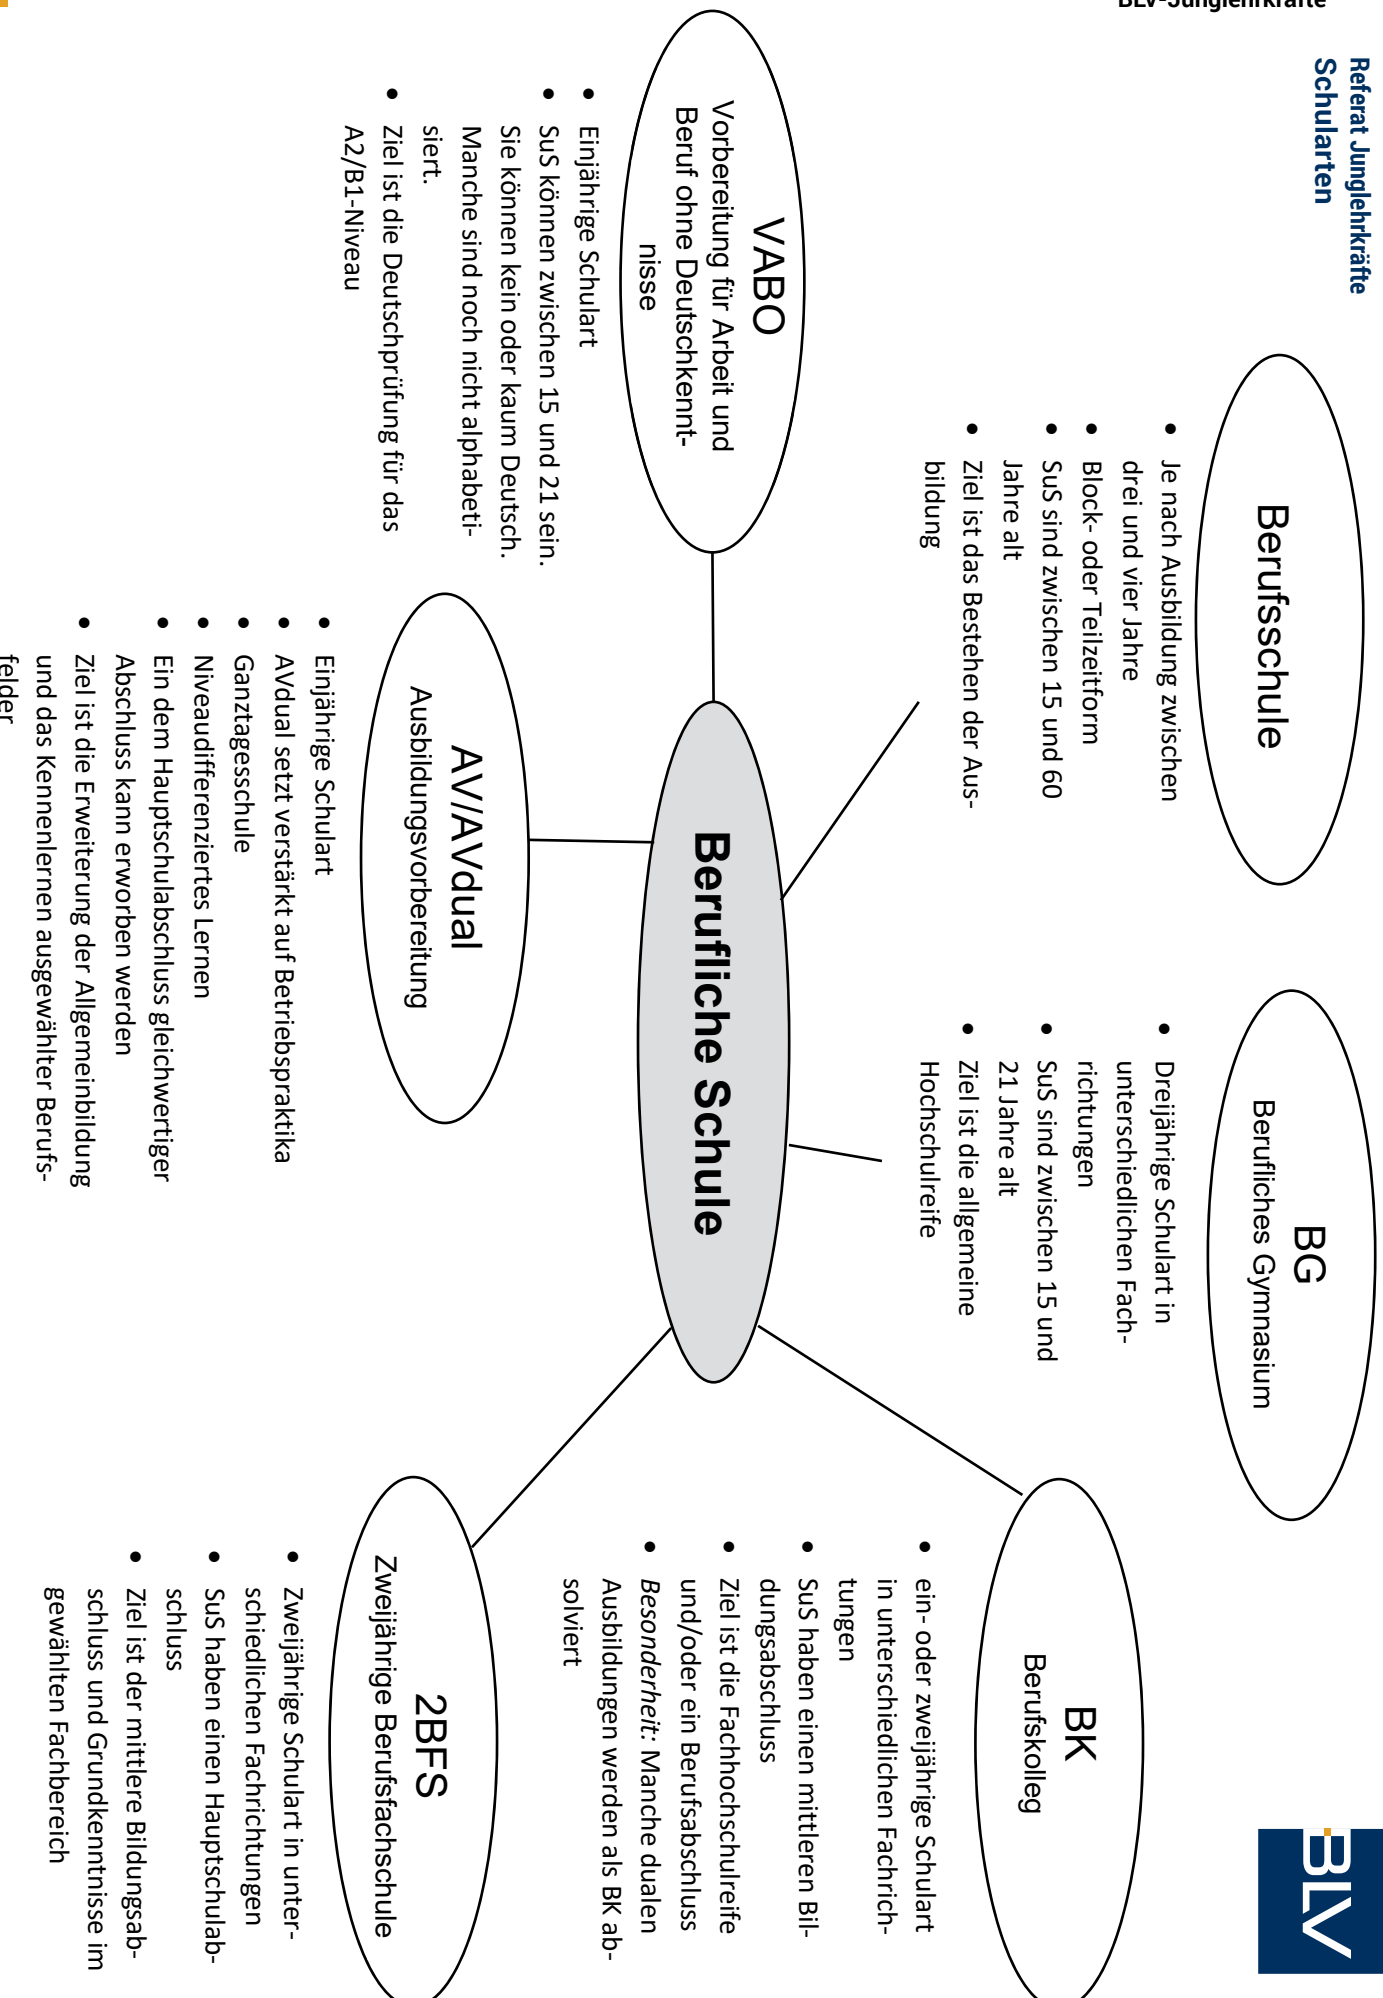 BLV-Junglehrkräfte
Referat Junglehrkräfte
Schularten
BLV
Berufliche Schule
Berufsschule
• Je nach Ausbildung zwischen
drei und vier Jahre
• Block- oder Teilzeitform
• SuS sind zwischen 15 und 60
Jahre alt
• Ziel ist das Bestehen der Aus-
bildung
BG
Berufliches Gymnasium
• Dreijährige Schulart in
unterschiedlichen Fach-
richtungen
• SuS sind zwischen 15 und
21 Jahre alt
• Ziel ist die allgemeine
Hochschulreife
BK
Berufskolleg
• ein- oder zweijährige Schulart
in unterschiedlichen Fachrich-
tungen
• SuS haben einen mittleren Bil-
dungsabschluss
• Ziel ist die Fachhochschulreife
und/oder ein Berufsabschluss
• Besonderheit: Manche dualen
Ausbildungen werden als BK ab-
solviert
VABO
Vorbereitung für Arbeit und
Beruf ohne Deutschkennt-
nisse
• Einjährige Schulart
• SuS können zwischen 15 und 21 sein.
Sie können kein oder kaum Deutsch.
Manche sind noch nicht alphabeti-
siert.
• Ziel ist die Deutschprüfung für das
A2/B1-Niveau
AV/AVdual
Ausbildungsvorbereitung
• Einjährige Schulart
• AVdual setzt verstärkt auf Betriebspraktika
• Ganztagesschule
• Niveaudifferenziertes Lernen
• Ein dem Hauptschulabschluss gleichwertiger
Abschluss kann erworben werden
• Ziel ist die Erweiterung der Allgemeinbildung
und das Kennenlernen ausgewählter Berufs-
felder
2BFS
Zweijährige Berufsfachschule
• Zweijährige Schulart in unter-
schiedlichen Fachrichtungen
• SuS haben einen Hauptschulab-
schluss
• Ziel ist der mittlere Bildungsab-
schluss und Grundkenntnisse im
gewählten Fachbereich